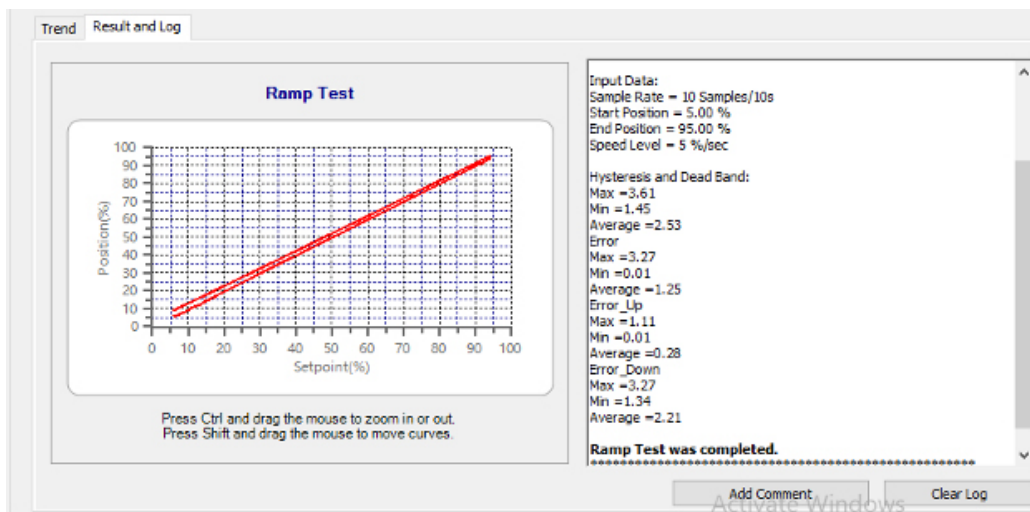 Trend
Result and Log
Ramp Test
100
90
80
70
60
50
40
30
20
10
0
Position(%)
0 10 20 30 40 50 60 70 80 90 100
Setpoint(%)
Press Ctrl and drag the mouse to zoom in or out.
Press Shift and drag the mouse to move curves.
Input Data:
Sample Rate = 10 Samples/10s
Start Position = 5.00 %
End Position = 95.00 %
Speed Level = 5 %/sec
Hysteresis and Dead Band:
Max =3.61
Min =1.45
Average =2.53
Error
Max =3.27
Min =0.01
Average =1.25
Error_Up
Max =1.11
Min =0.01
Average =0.28
Error_Down
Max =3.27
Min =1.34
Average =2.21
Ramp Test was completed.
****************************************************
Add Comment
Clear Log
Activate Windows